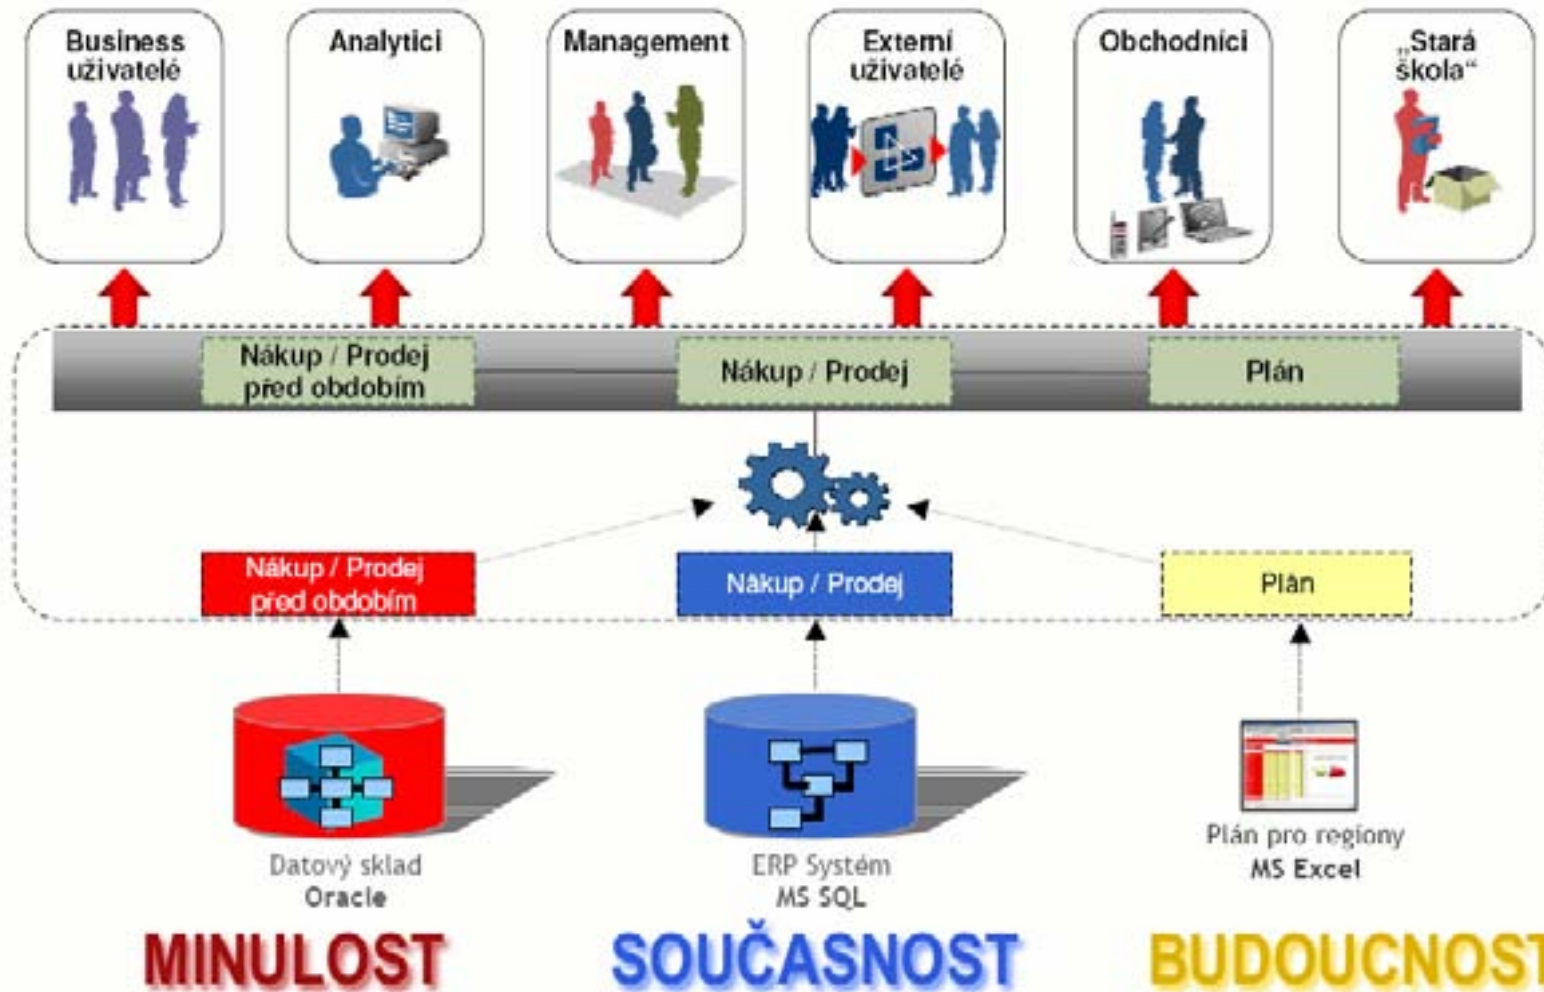 Business
uživatelé
Analytici
Management
Externí
uživatelé
Obchodníci
„Stará
škola“
Nákup / Prodej
před obdobím
Nákup / Prodej
Plán
Nákup / Prodej
před obdobím
Nákup / Prodej
Plán
Datový sklad
Oracle
ERP Systém
MS SQL
Plán pro regiony
MS Excel
MINULOST
SOUČASNOST
BUDOUCNOST